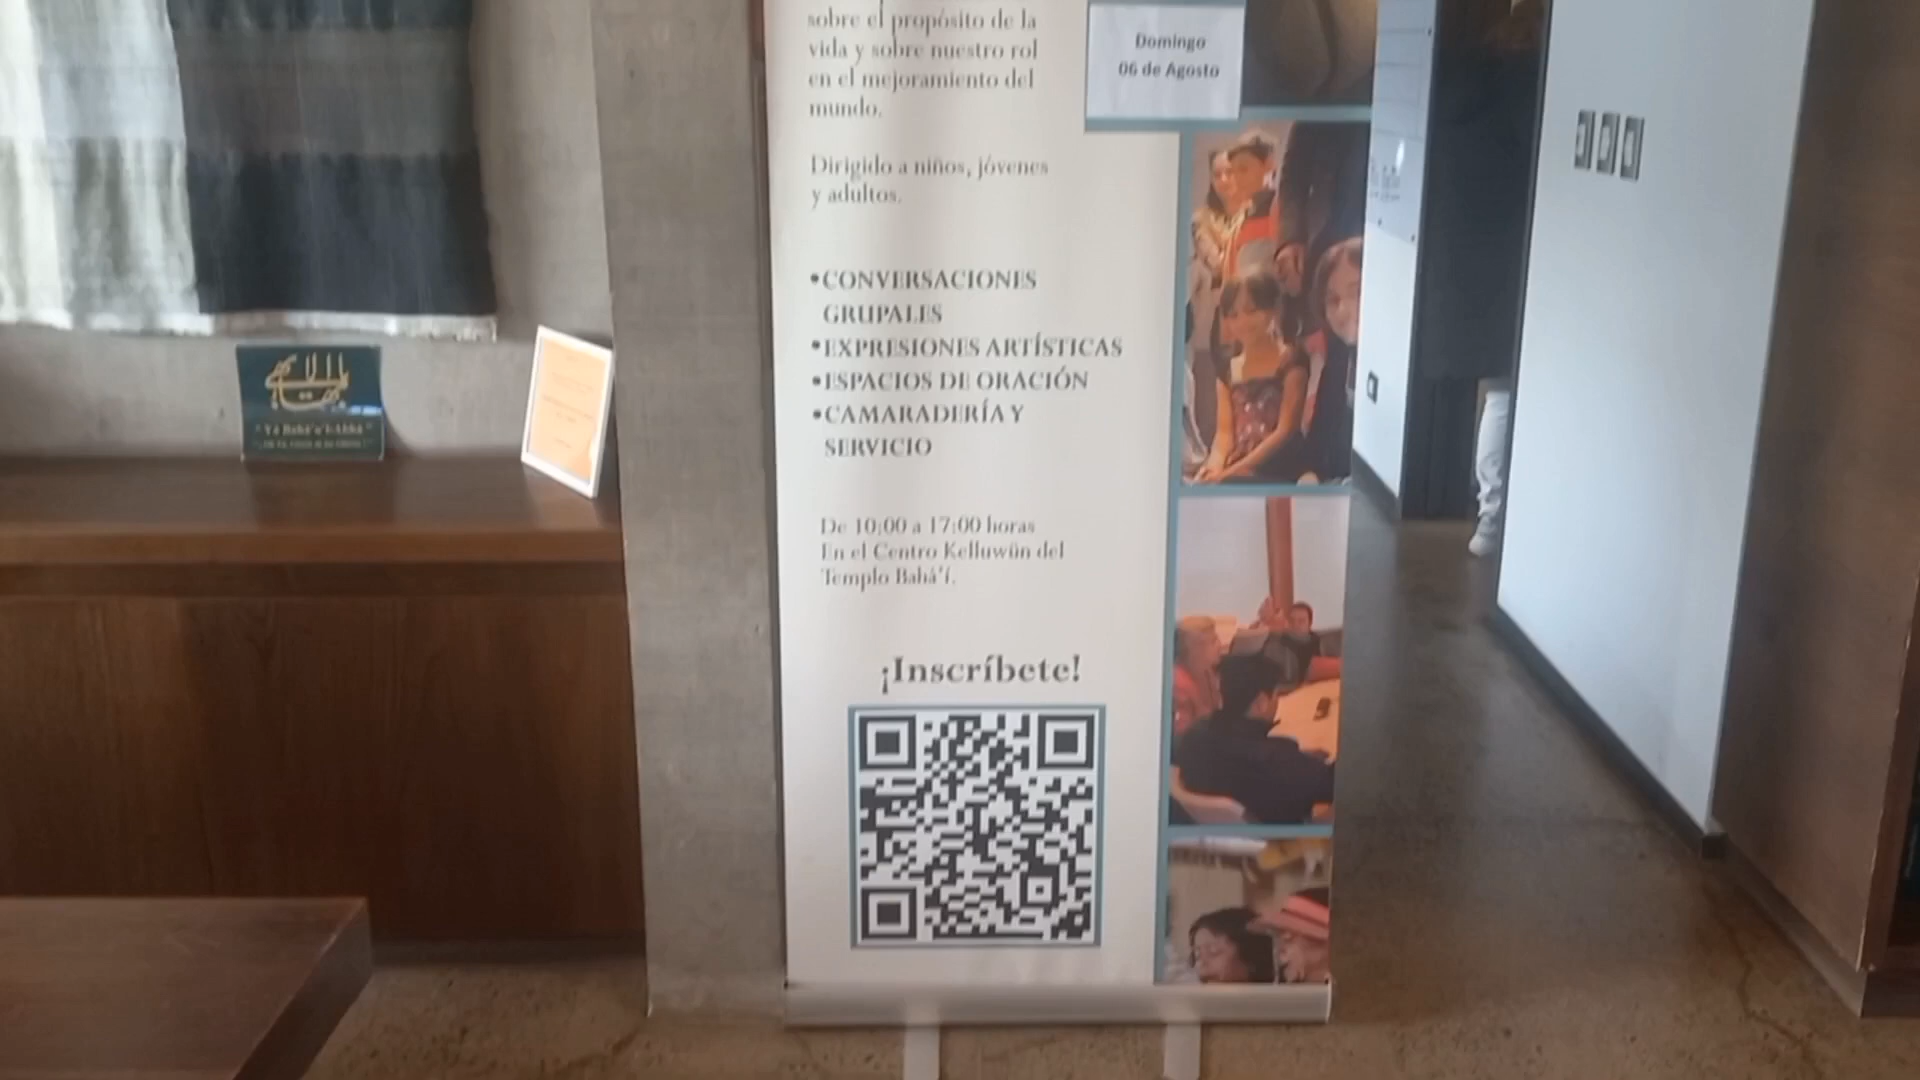 sobre el propósito de la
vida y sobre nuestro rol
en el mejoramiento del
mundo.
Domingo
06 de Agosto
Dirigido a niños, jóvenes
y adultos.
•CONVERSACIONES
GRUPALES
•EXPRESIONES ARTÍSTICAS
•ESPACIOS DE ORACIÓN
•CAMARADERÍA Y
SERVICIO
De 10:00 a 17:00 horas
En el Centro Kelluwün del
Templo Bahá'í.
¡Inscríbete!